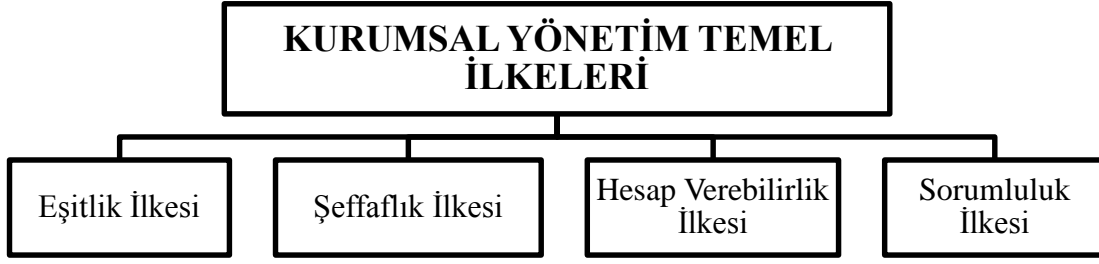 KURUMSAL YÖNETİM TEMEL
İLKELERİ
Eşitlik İlkesi
Şeffaflık İlkesi
Hesap Verebilirlik
İlkesi
Sorumluluk
İlkesi